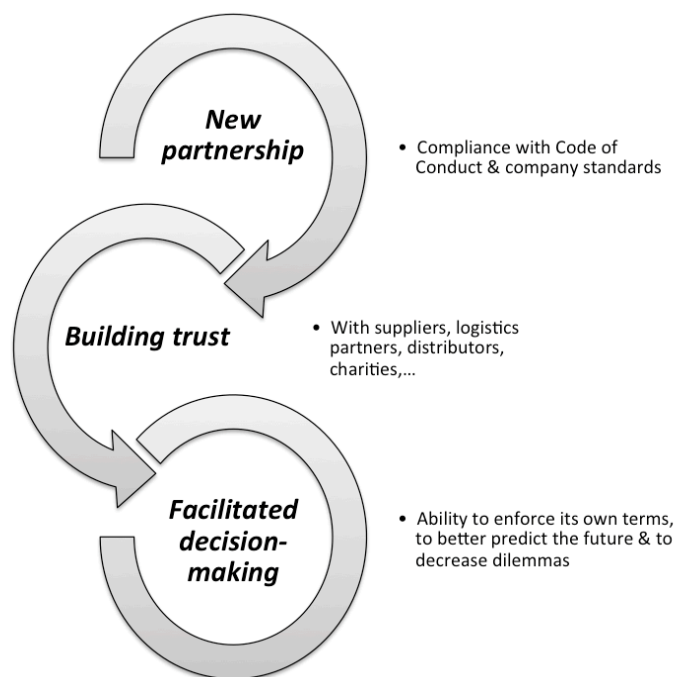 New
partnership
• Compliance with Code of
Conduct & company standards
Building trust
• With suppliers, logistics
partners, distributors,
charities,...
Facilitated
decision-
making
• Ability to enforce its own terms,
to better predict the future & to
decrease dilemmas